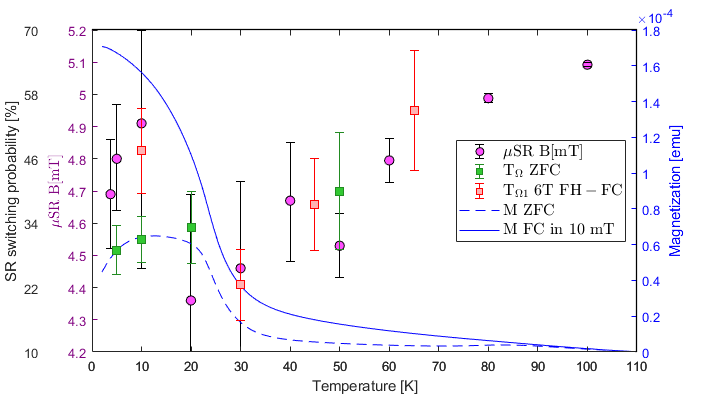 ×10⁻⁴
70
58
46
34
22
10
SR switching probability [%]
5.2
5.1
5
4.9
4.8
4.7
4.6
4.5
4.4
4.3
4.2
μSR B[mT]
1.8
1.6
1.4
1.2
1
0.8
0.6
0.4
0.2
0
Magnetization [emu]
μSR B[mT]
T_Ω ZFC
T_Ω1 6T FH − FC
M ZFC
M FC in 10 mT
0 10 20 30 40 50 60 70 80 90 100 110
Temperature [K]